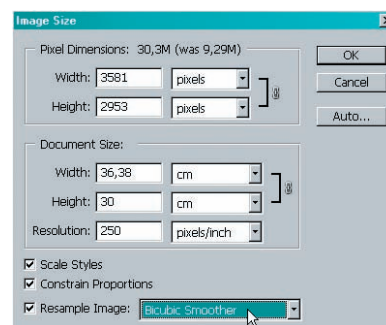 Image Size
Pixel Dimensions: 30,3M (was 9,29M)
Width: 3581 pixels
Height: 2953 pixels
Document Size:
Width: 36,38 cm
Height: 30 cm
Resolution: 250 pixels/inch
Scale Styles
Constrain Proportions
Resample Image: Bicubic Smoother
OK
Cancel
Auto...